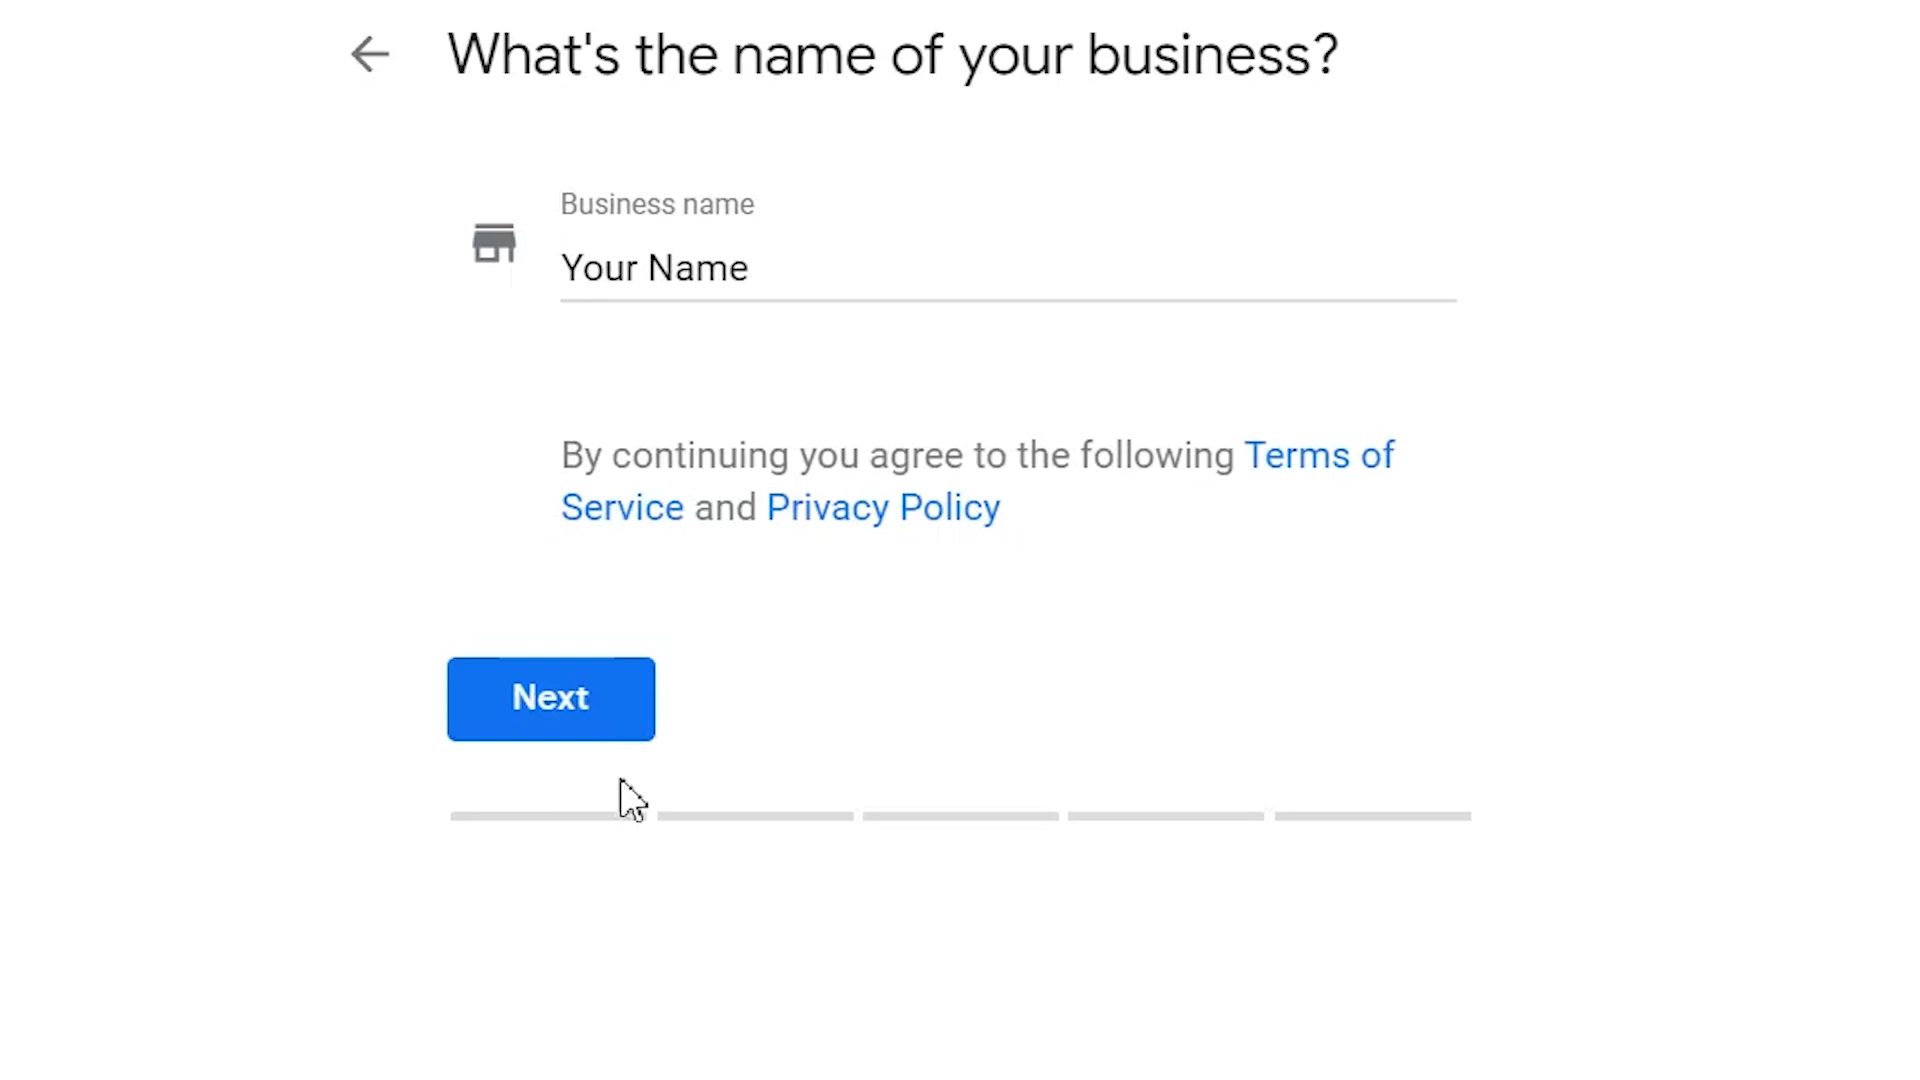 What's the name of your business?
Business name
Your Name
By continuing you agree to the following Terms of
Service and Privacy Policy
Next